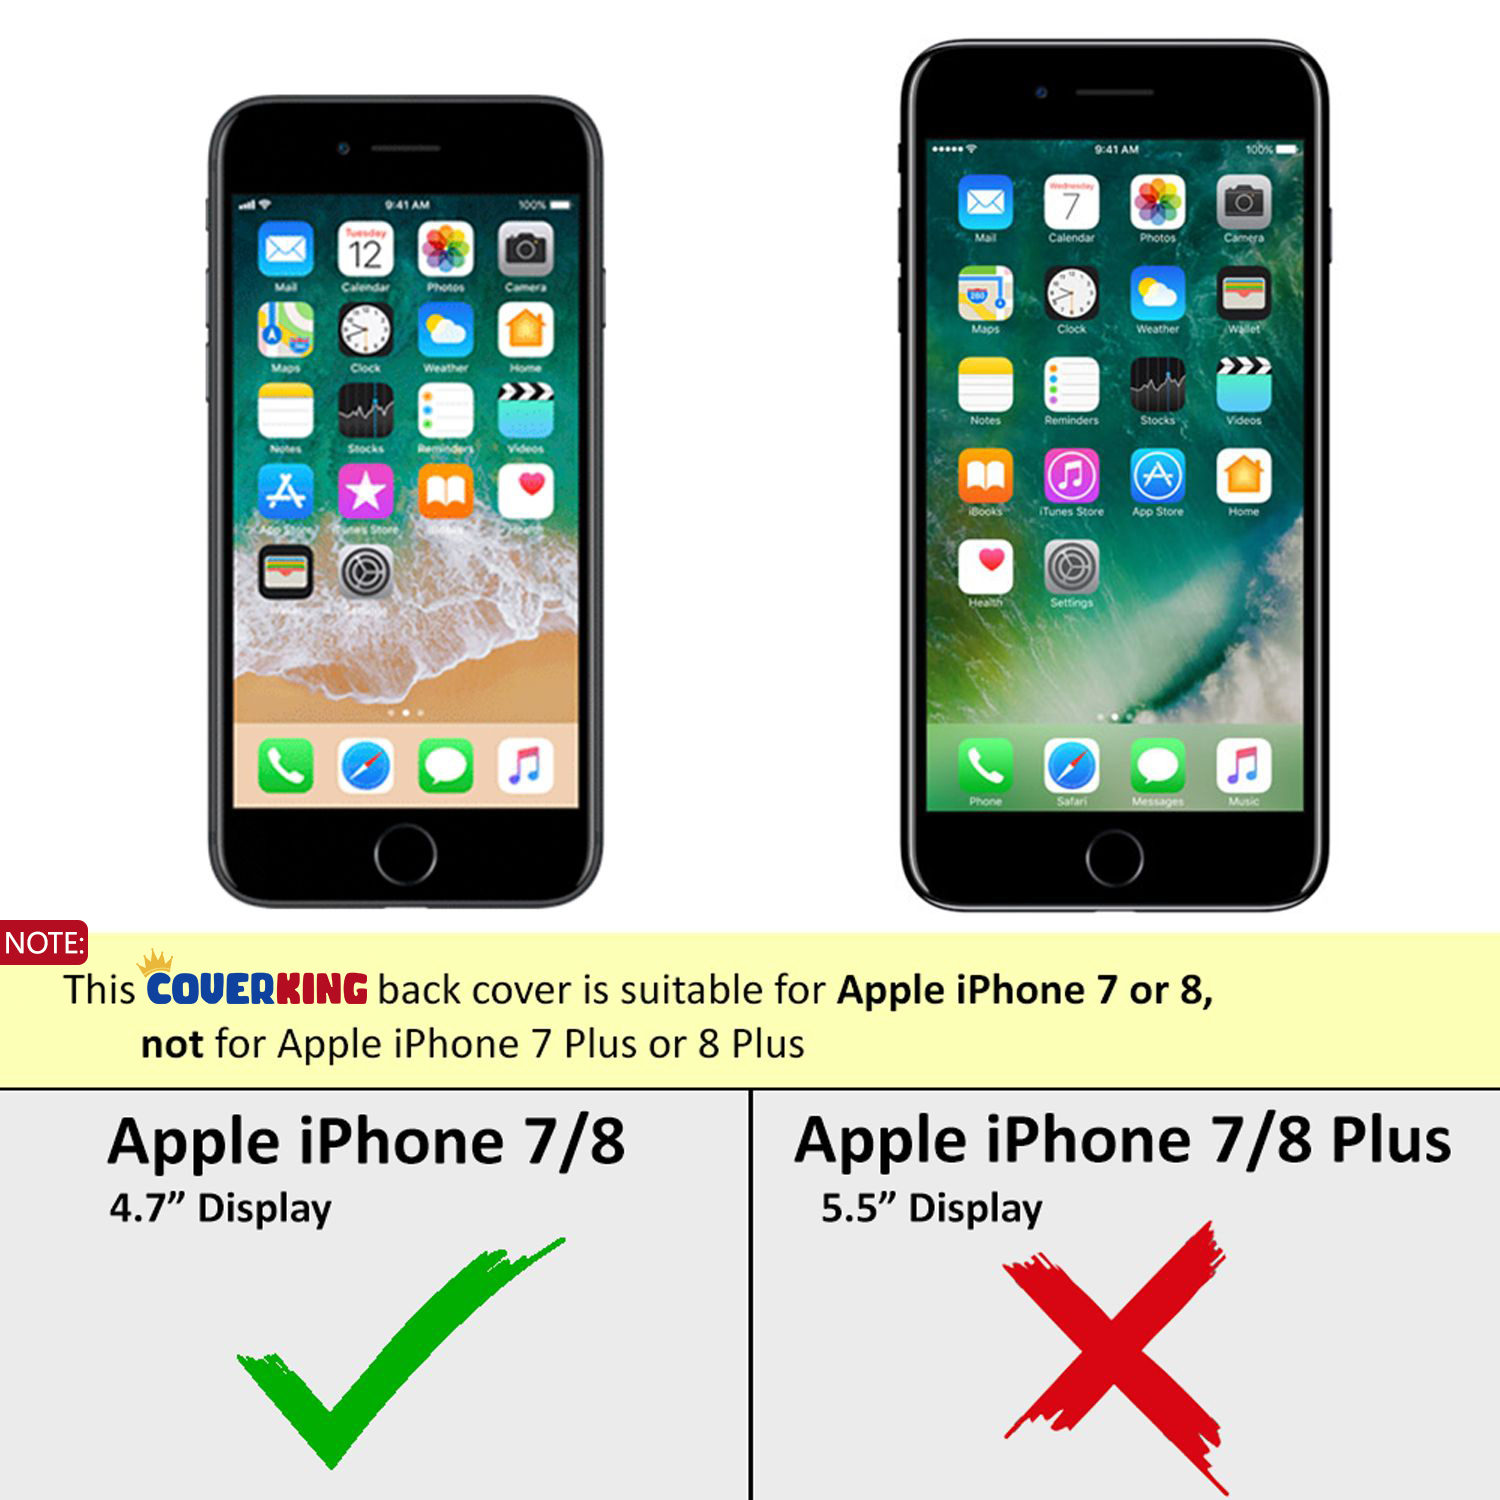 9:41 AM 100%
Tuesday
12
Mail Calendar Photos Camera
280
Maps Clock Weather Home
Notes Stocks Reminders Videos
App Store iTunes Store Health
9:41 AM 100%
Wednesday
7
Mail Calendar Photos Camera
280
Maps Clock Weather Wallet
Notes Reminders Stocks Videos
iBooks iTunes Store App Store Home
Health Settings
Phone Safari Messages Music
NOTE:
This COVERKING back cover is suitable for Apple iPhone 7 or 8,
not for Apple iPhone 7 Plus or 8 Plus
Apple iPhone 7/8
4.7” Display
Apple iPhone 7/8 Plus
5.5” Display